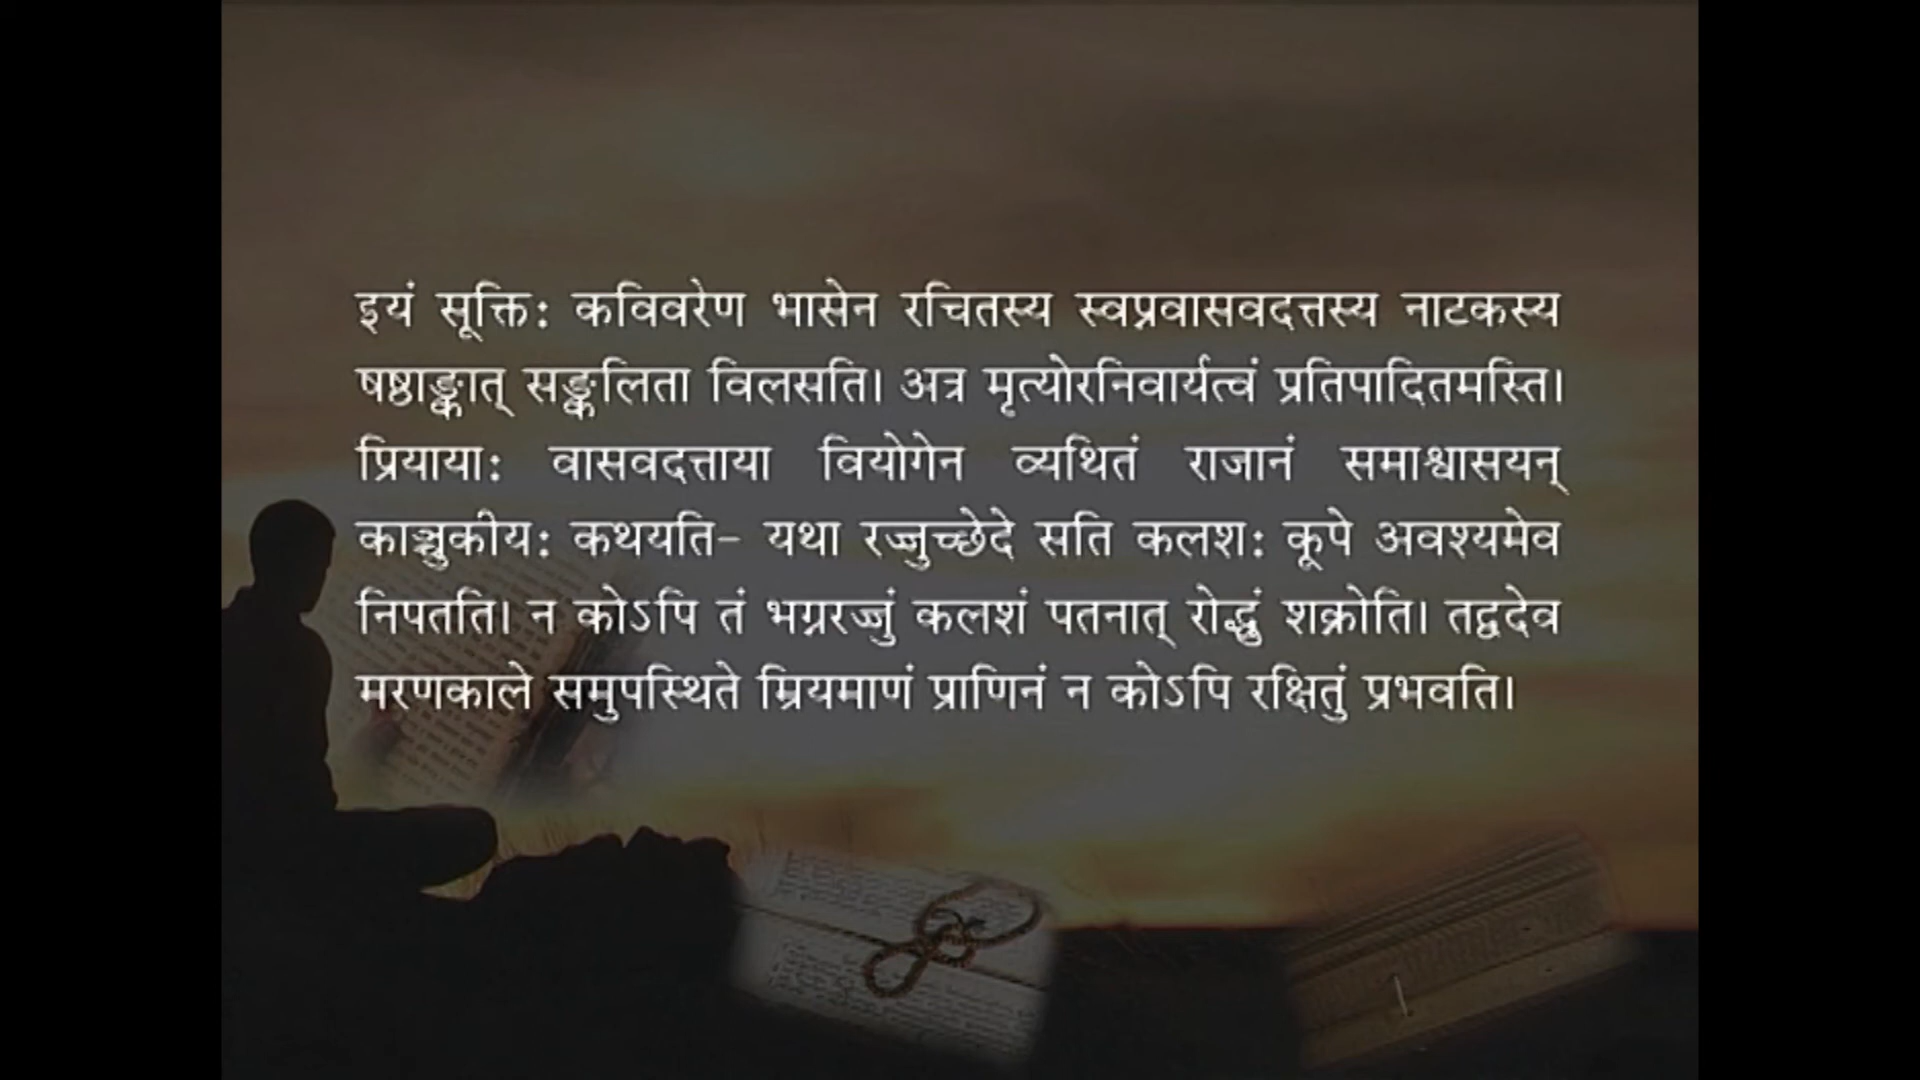 इयं सूक्ति: कविवरेण भासेन रचितस्य स्वप्नवासवदत्तस्य नाटकस्य
षष्ठाङ्कात् सङ्कलिता विलसति। अत्र मृत्योरनिवार्यत्वं प्रतिपादितमस्ति।
प्रियाया: वासवदत्ताया वियोगेन व्यथितं राजानं समाश्वासयन्
काञ्चुकीय: कथयति- यथा रज्जुच्छेदे सति कलश: कूपे अवश्यमेव
निपतति। न कोऽपि तं भग्नरज्जुं कलशं पतनात् रोद्धुं शक्नोति। तद्वदेव
मरणकाले समुपस्थिते म्रियमाणं प्राणिनं न कोऽपि रक्षितुं प्रभवति।